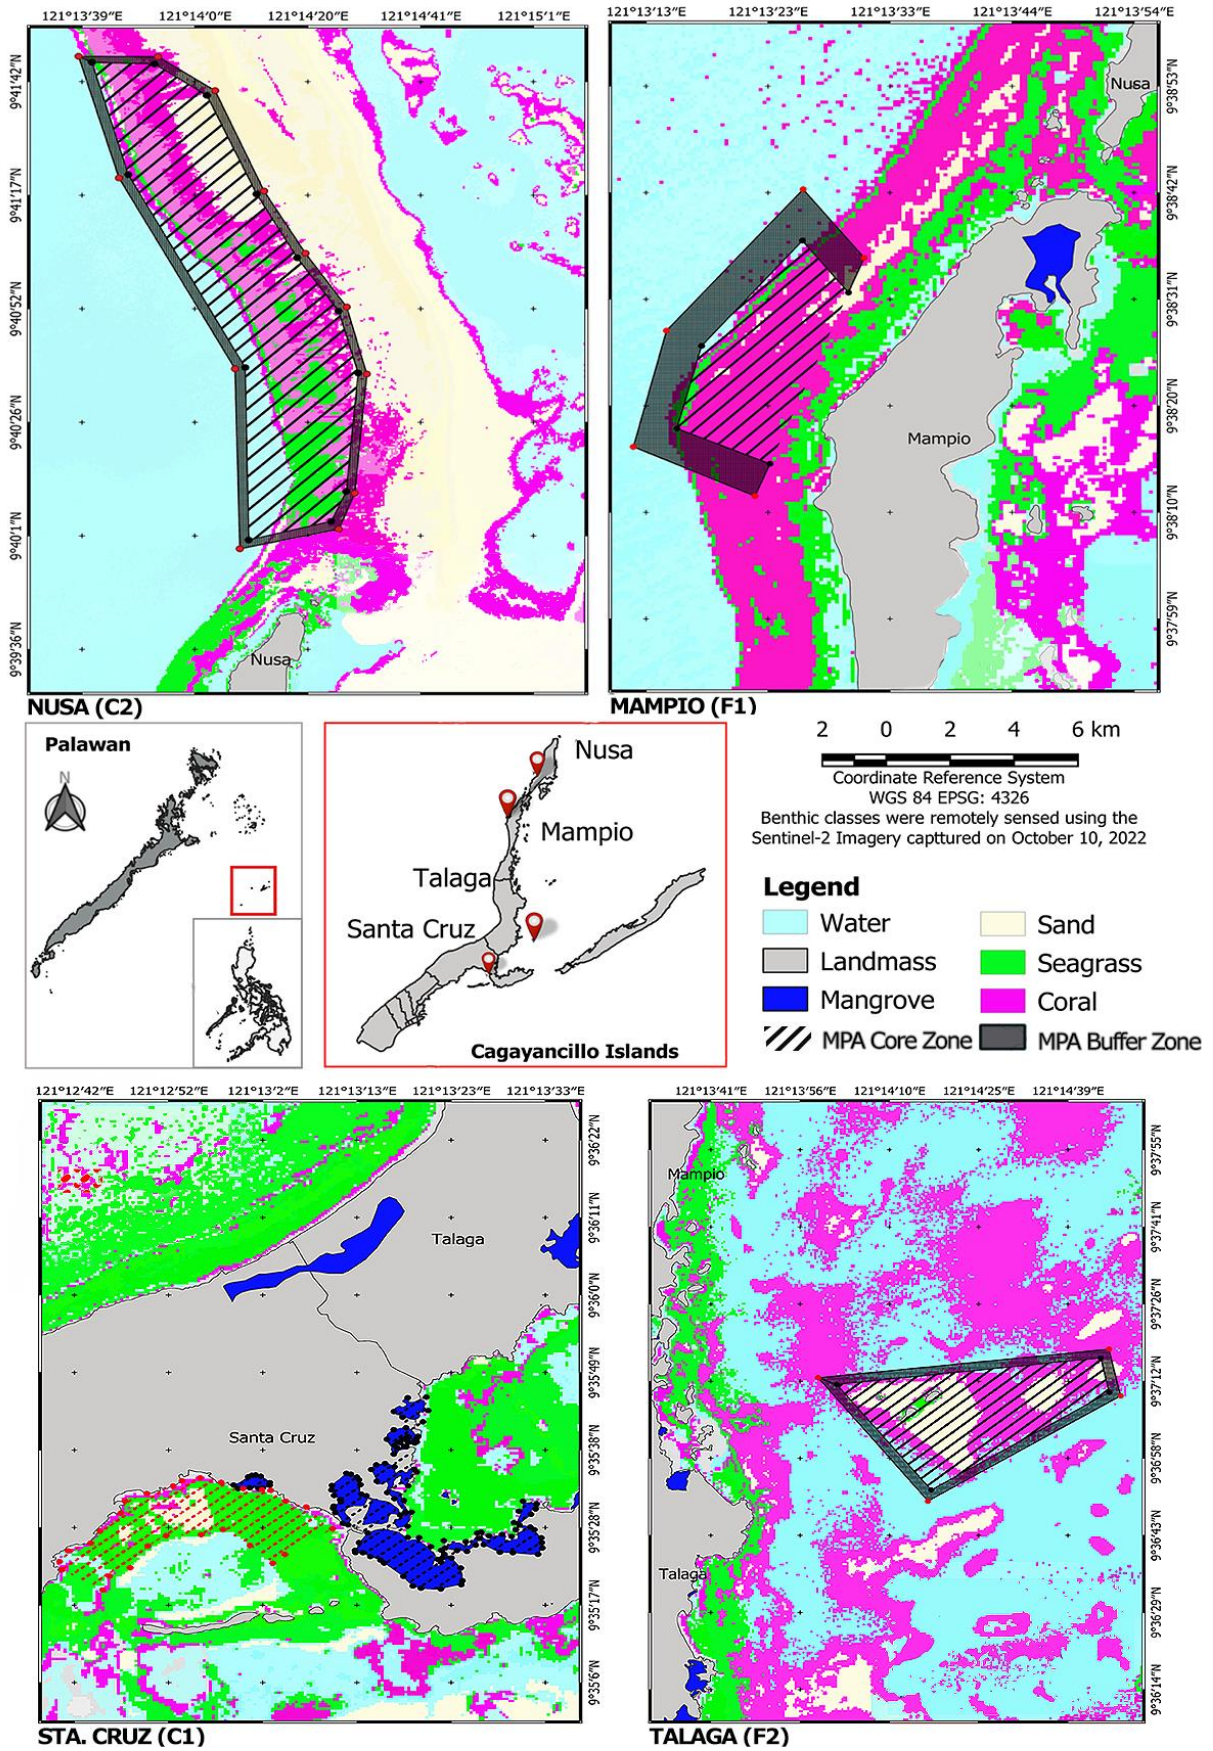 121°13'39"E 121°14'0"E 121°14'20"E 121°14'41"E 121°15'1"E
121°13'13"E 121°13'23"E 121°13'33"E 121°13'44"E 121°13'54"E
9°41'42"N
9°41'17"N
9°40'52"N
9°40'26"N
9°40'1"N
9°39'36"N
Nusa
NUSA (C2)
9°38'53"N
9°38'42"N
9°38'31"N
9°38'20"N
9°38'10"N
9°37'59"N
Nusa
Mampio
MAMPIO (F1)
Palawan
N
Nusa
Mampio
Talaga
Santa Cruz
Cagayancillo Islands
2 0 2 4 6 km
Coordinate Reference System
WGS 84 EPSG: 4326
Benthic classes were remotely sensed using the
Sentinel-2 Imagery capttured on October 10, 2022
Legend
Water
Sand
Landmass
Seagrass
Mangrove
Coral
MPA Core Zone
MPA Buffer Zone
121°12'42"E 121°12'52"E 121°13'2"E 121°13'13"E 121°13'23"E 121°13'33"E
9°36'22"N
9°36'11"N
9°36'0"N
9°35'49"N
9°35'38"N
9°35'28"N
9°35'17"N
9°35'6"N
Talaga
Santa Cruz
STA. CRUZ (C1)
121°13'41"E 121°13'56"E 121°14'10"E 121°14'25"E 121°14'39"E
9°37'55"N
9°37'41"N
9°37'26"N
9°37'12"N
9°36'58"N
9°36'43"N
9°36'29"N
9°36'14"N
Mampio
Talaga
TALAGA (F2)